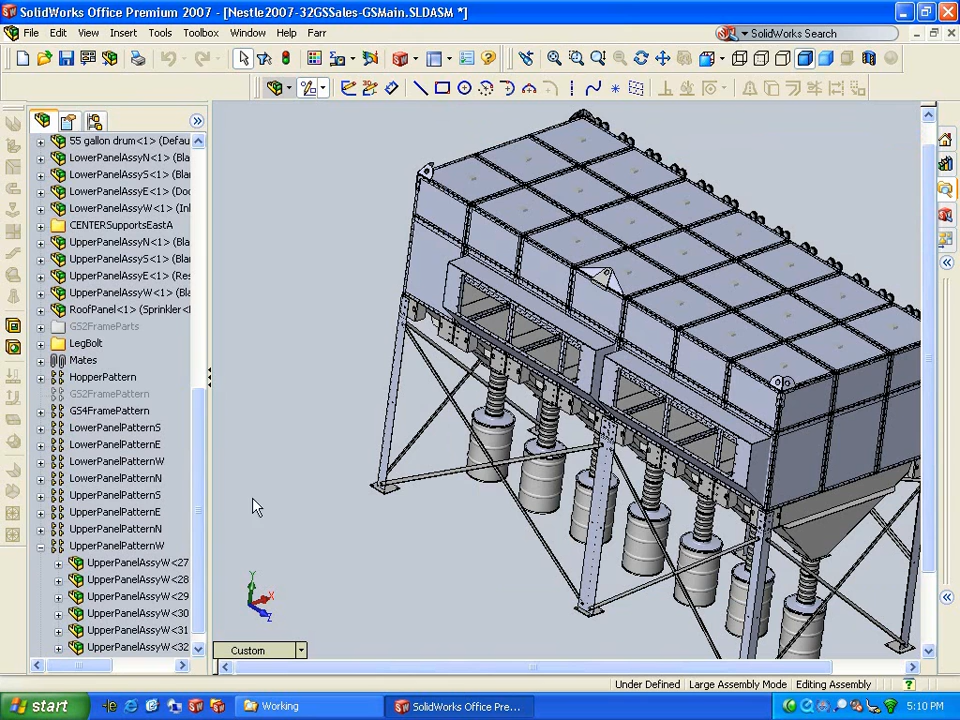 SolidWorks Office Premium 2007 - [Nestle2007-32GSSales-GSMain.SLDASM *]
File Edit View Insert Tools Toolbox Window Help Farr
SolidWorks Search
55 gallon drum<1> (Defau
LowerPanelAssyN<1> (Bla
LowerPanelAssyS<1> (Blar
LowerPanelAssyE<1> (Doo
LowerPanelAssyW<1> (Inl
CENTERSupportsEastA
UpperPanelAssyN<1> (Bla
UpperPanelAssyS<1> (Blar
UpperPanelAssyE<1> (Res
UpperPanelAssyW<1> (Bla
RoofPanel<1> (Sprinkler<
GS2FrameParts
LegBolt
Mates
HopperPattern
GS2FramePattern
GS4FramePattern
LowerPanelPatternS
LowerPanelPatternE
LowerPanelPatternW
LowerPanelPatternN
UpperPanelPatternS
UpperPanelPatternE
UpperPanelPatternN
UpperPanelPatternW
UpperPanelAssyW<27
UpperPanelAssyW<28
UpperPanelAssyW<29
UpperPanelAssyW<30
UpperPanelAssyW<31
UpperPanelAssyW<32
Y
X
Z
Custom
Under Defined Large Assembly Mode Editing Assembly
start Working SolidWorks Office Pre... 5:10 PM